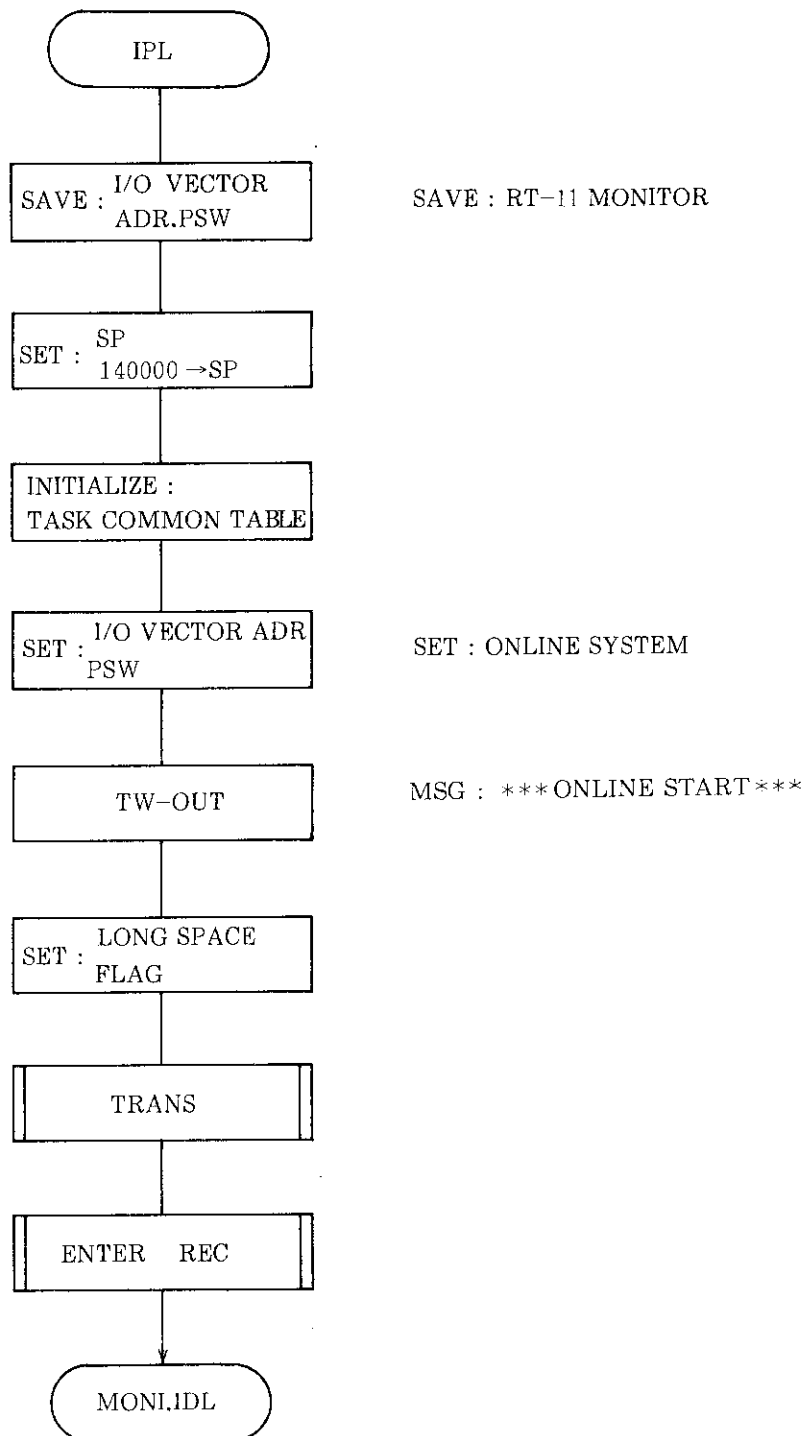 IPL
SAVE : I/O VECTOR
ADR.PSW
SAVE : RT-11 MONITOR
SET : SP
140000→SP
INITIALIZE :
TASK COMMON TABLE
SET : I/O VECTOR ADR
PSW
SET : ONLINE SYSTEM
TW-OUT
MSG : ***ONLINE START***
SET : LONG SPACE
FLAG
TRANS
ENTER REC
MONI.IDL